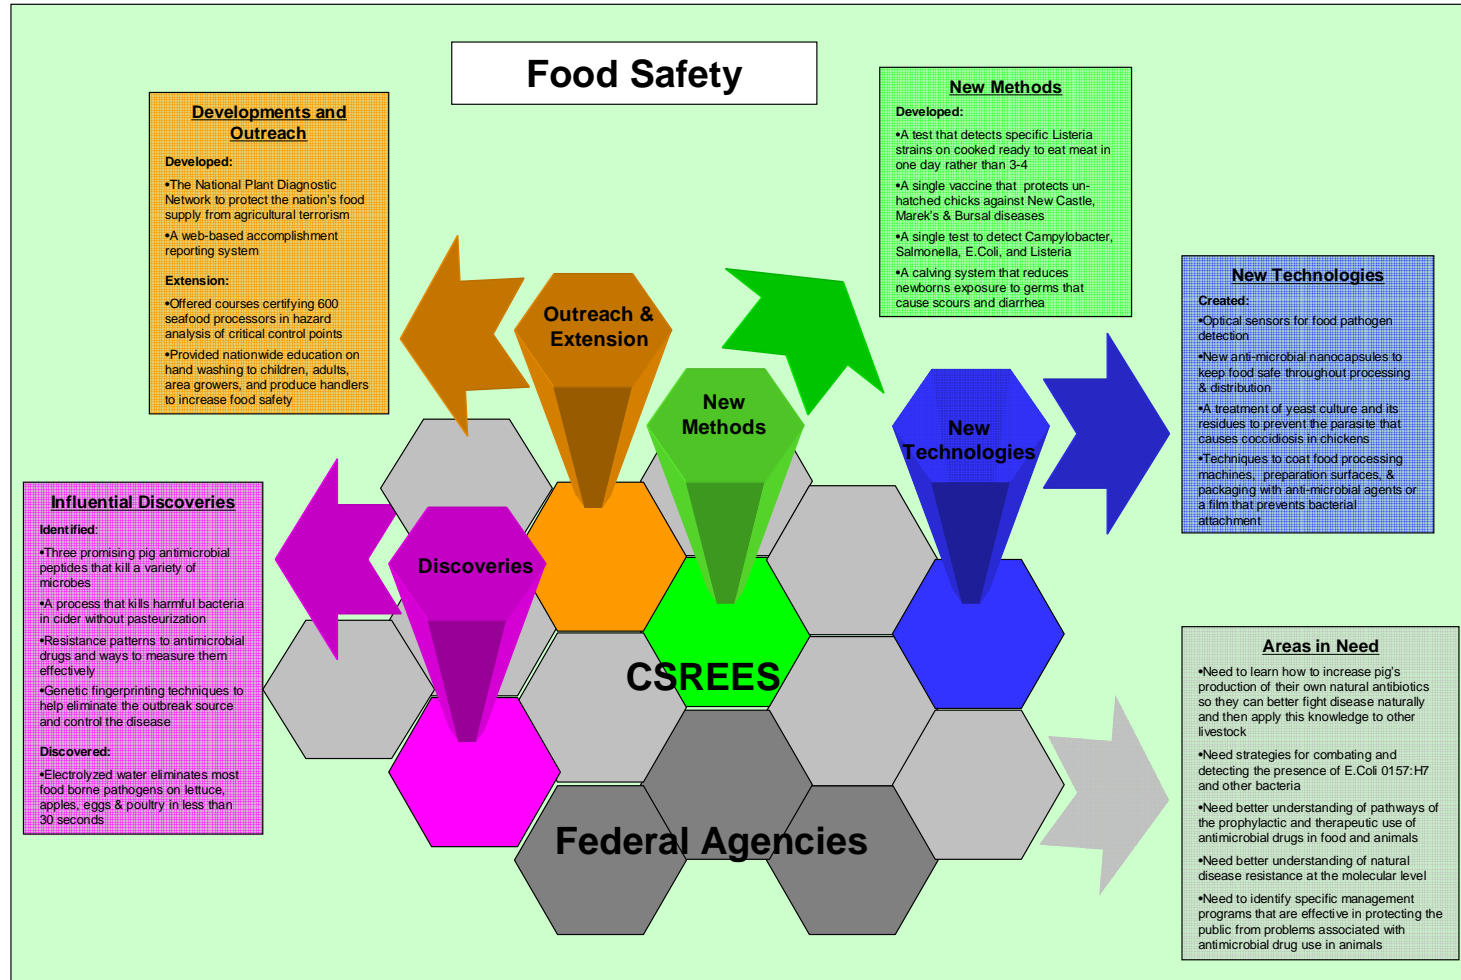 Food Safety
Developments and
Outreach
Developed:
•The National Plant Diagnostic
Network to protect the nation's food
supply from agricultural terrorism
•A web-based accomplishment
reporting system
Extension:
•Offered courses certifying 600
seafood processors in hazard
analysis of critical control points
•Provided nationwide education on
hand washing to children, adults,
area growers, and produce handlers
to increase food safety
New Methods
Developed:
•A test that detects specific Listeria
strains on cooked ready to eat meat in
one day rather than 3-4
•A single vaccine that protects un-
hatched chicks against New Castle,
Marek's & Bursal diseases
•A single test to detect Campylobacter,
Salmonella, E.Coli, and Listeria
•A calving system that reduces
newborns exposure to germs that
cause scours and diarrhea
New Technologies
Created:
•Optical sensors for food pathogen
detection
•New anti-microbial nanocapsules to
keep food safe throughout processing
& distribution
•A treatment of yeast culture and its
residues to prevent the parasite that
causes coccidiosis in chickens
•Techniques to coat food processing
machines, preparation surfaces, &
packaging with anti-microbial agents or
a film that prevents bacterial
attachment
Outreach &
Extension
New
Methods
New
Technologies
Discoveries
Influential Discoveries
Identified:
•Three promising pig antimicrobial
peptides that kill a variety of
microbes
•A process that kills harmful bacteria
in cider without pasteurization
•Resistance patterns to antimicrobial
drugs and ways to measure them
effectively
•Genetic fingerprinting techniques to
help eliminate the outbreak source
and control the disease
Discovered:
•Electrolyzed water eliminates most
food borne pathogens on lettuce,
apples, eggs & poultry in less than
30 seconds
CSREES
Federal Agencies
Areas in Need
•Need to learn how to increase pig's
production of their own natural antibiotics
so they can better fight disease naturally
and then apply this knowledge to other
livestock
•Need strategies for combating and
detecting the presence of E.Coli 0157:H7
and other bacteria
•Need better understanding of pathways of
the prophylactic and therapeutic use of
antimicrobial drugs in food and animals
•Need better understanding of natural
disease resistance at the molecular level
•Need to identify specific management
programs that are effective in protecting the
public from problems associated with
antimicrobial drug use in animals